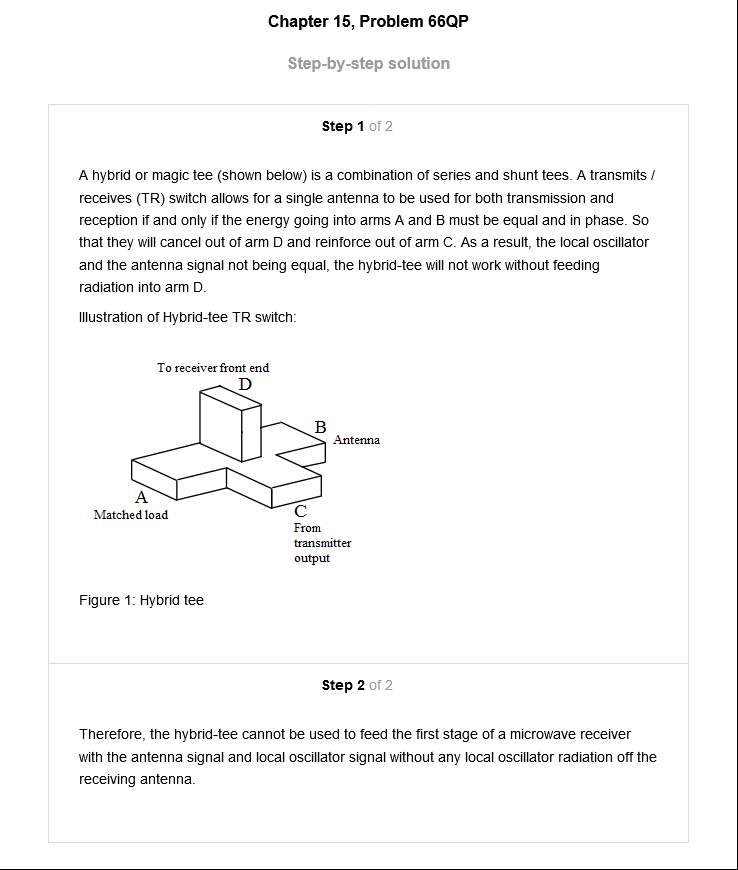 Chapter 15, Problem 66QP
Step-by-step solution
Step 1 of 2
A hybrid or magic tee (shown below) is a combination of series and shunt tees. A transmits /
receives (TR) switch allows for a single antenna to be used for both transmission and
reception if and only if the energy going into arms A and B must be equal and in phase. So
that they will cancel out of arm D and reinforce out of arm C. As a result, the local oscillator
and the antenna signal not being equal, the hybrid-tee will not work without feeding
radiation into arm D.
Illustration of Hybrid-tee TR switch:
To receiver front end
D
B
Antenna
A
Matched load
C
From
transmitter
output
Figure 1: Hybrid tee
Step 2 of 2
Therefore, the hybrid-tee cannot be used to feed the first stage of a microwave receiver
with the antenna signal and local oscillator signal without any local oscillator radiation off the
receiving antenna.